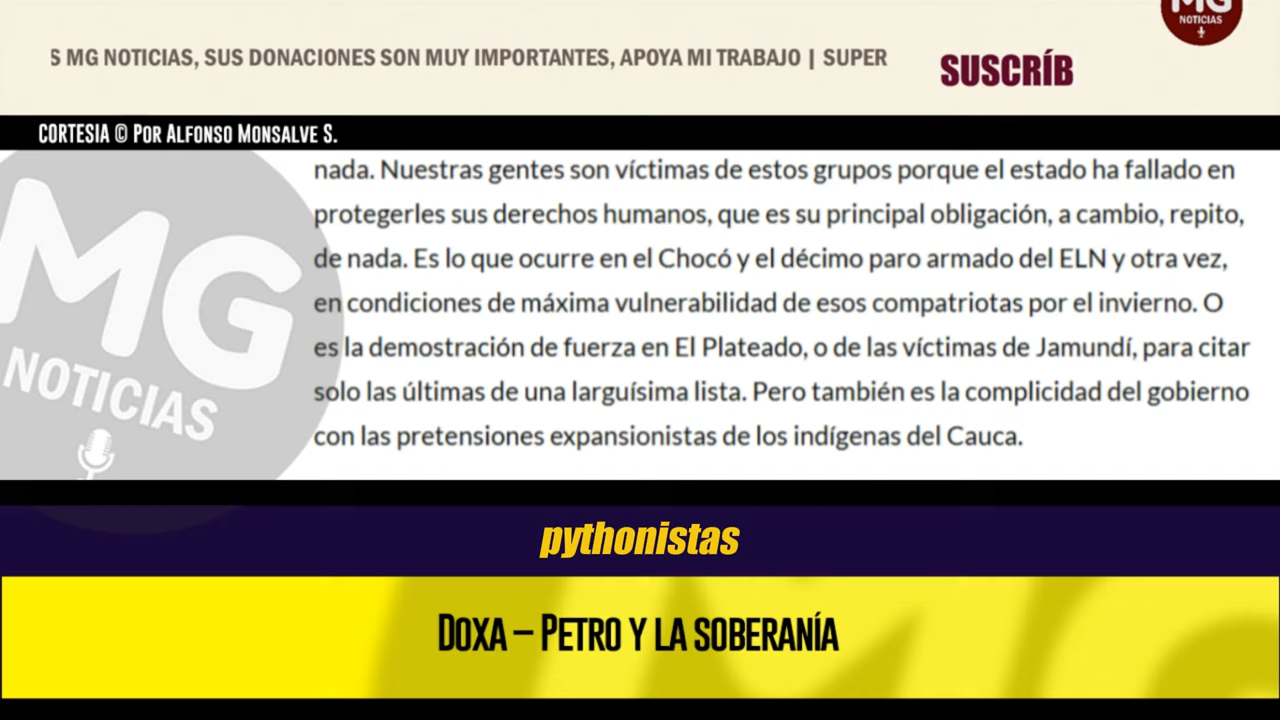 S MG NOTICIAS, SUS DONACIONES SON MUY IMPORTANTES, APOYA MI TRABAJO | SUPER
SUSCRÍB
MG
NOTICIAS
CORTESIA © POR ALFONSO MONSALVE S.
nada. Nuestras gentes son víctimas de estos grupos porque el estado ha fallado en
protegerles sus derechos humanos, que es su principal obligación, a cambio, repito,
de nada. Es lo que ocurre en el Chocó y el décimo paro armado del ELN y otra vez,
en condiciones de máxima vulnerabilidad de esos compatriotas por el invierno. O
es la demostración de fuerza en El Plateado, o de las víctimas de Jamundí, para citar
solo las últimas de una larguísima lista. Pero también es la complicidad del gobierno
con las pretensiones expansionistas de los indígenas del Cauca.
MG
NOTICIAS
pythonistas
DOXA – PETRO Y LA SOBERANÍA